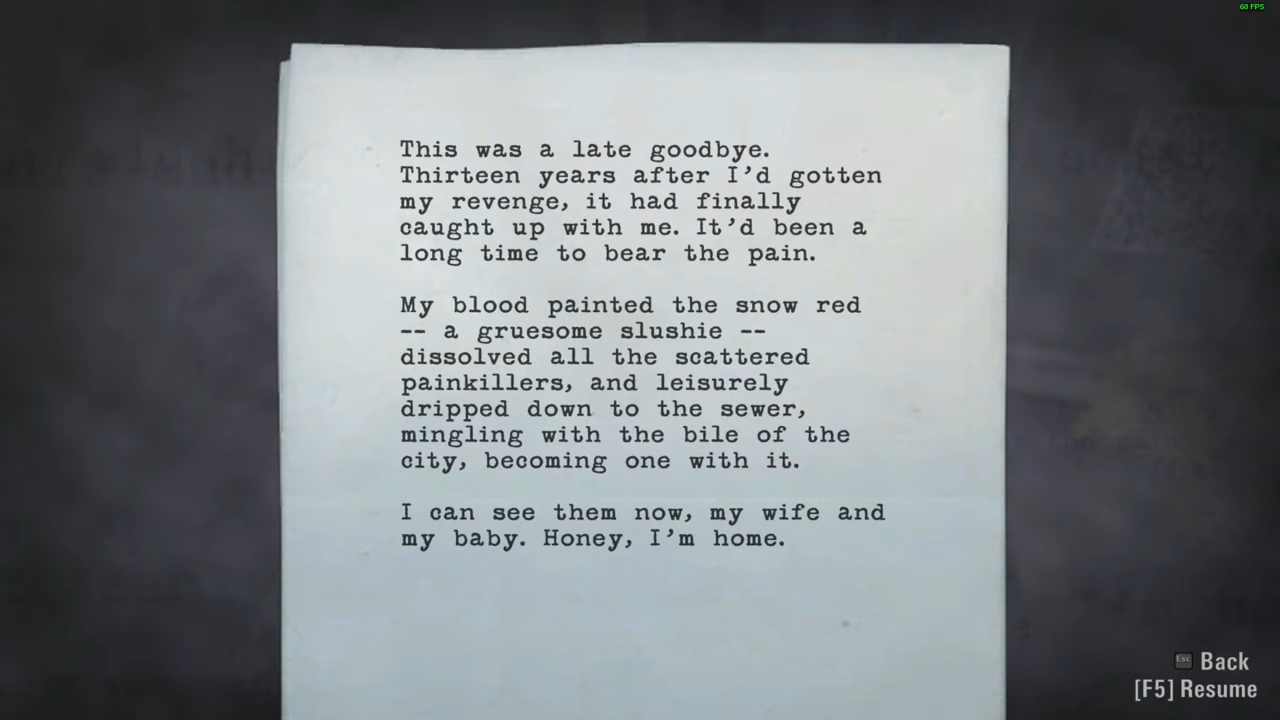 60 FPS
This was a late goodbye.
Thirteen years after I’d gotten
my revenge, it had finally
caught up with me. It’d been a
long time to bear the pain.
My blood painted the snow red
-- a gruesome slushie --
dissolved all the scattered
painkillers, and leisurely
dripped down to the sewer,
mingling with the bile of the
city, becoming one with it.
I can see them now, my wife and
my baby. Honey, I’m home.
Esc Back
[F5] Resume